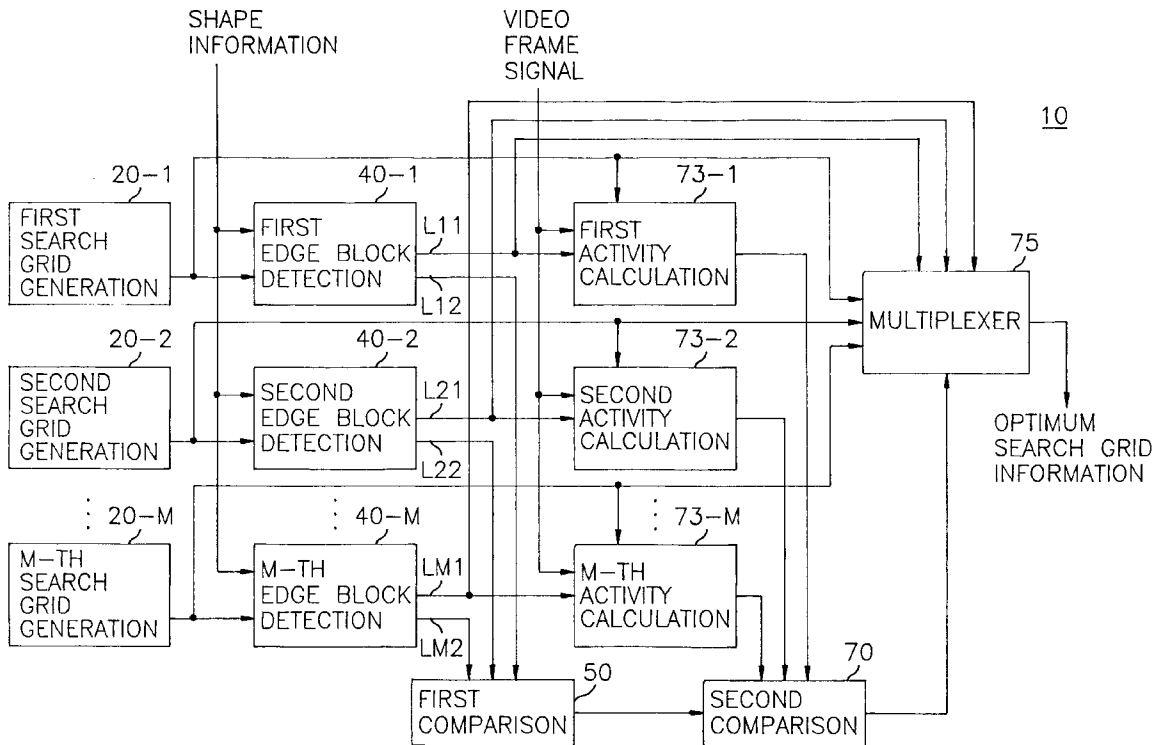 SHAPE
INFORMATION
VIDEO
FRAME
SIGNAL
10
20-1
40-1
73-1
FIRST
SEARCH
GRID
GENERATION
FIRST
EDGE BLOCK
DETECTION
L11
L12
FIRST
ACTIVITY
CALCULATION
75
MULTIPLEXER
20-2
40-2
73-2
SECOND
SEARCH
GRID
GENERATION
SECOND
EDGE BLOCK
DETECTION
L21
L22
SECOND
ACTIVITY
CALCULATION
OPTIMUM
SEARCH GRID
INFORMATION
20-M
40-M
73-M
M-TH
SEARCH
GRID
GENERATION
M-TH
EDGE BLOCK
DETECTION
LM1
LM2
M-TH
ACTIVITY
CALCULATION
50
FIRST
COMPARISON
70
SECOND
COMPARISON